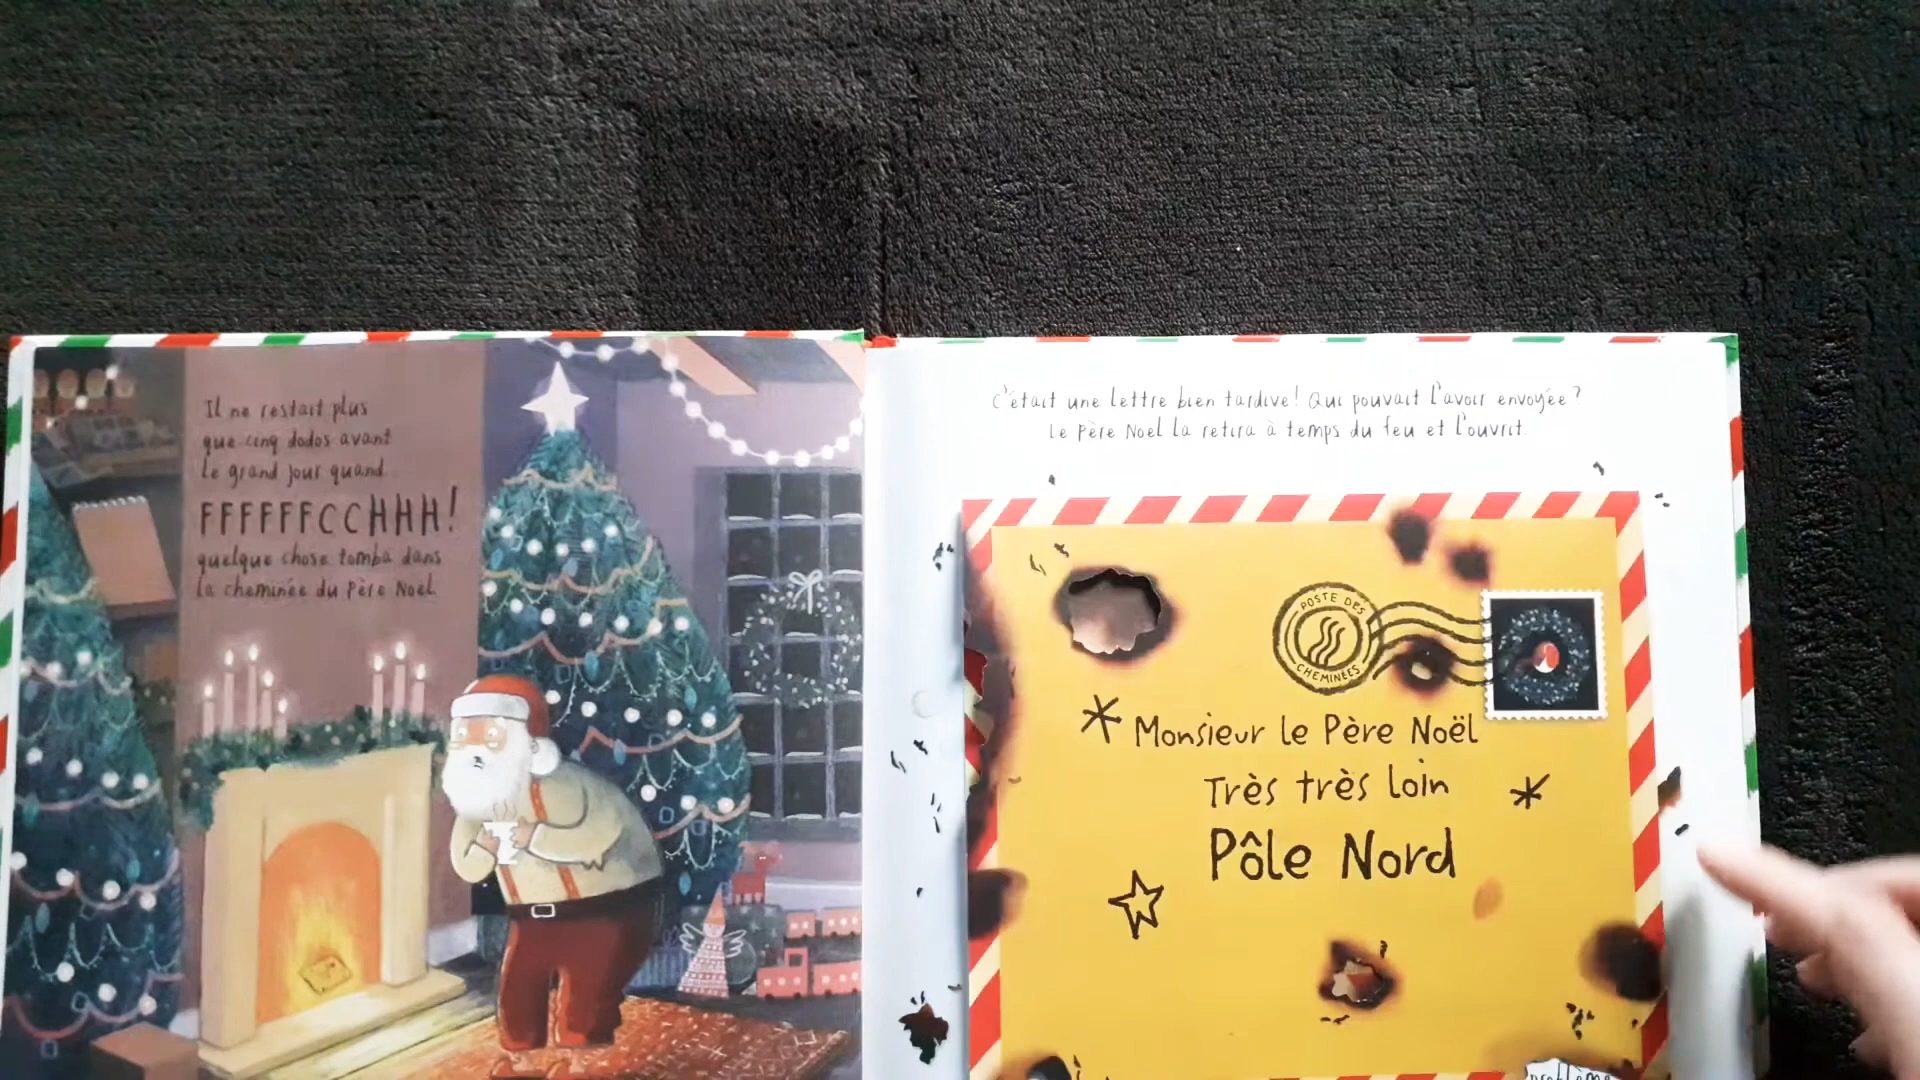 Il ne restait plus
que cinq dodos avant
le grand jour quand
FFFFFFCCHHH!
quelque chose tomba dans
la cheminée du Père Noël.
C'était une lettre bien tardive! Qui pouvait l'avoir envoyée?
Le Père Noël la retira à temps du feu et l'ouvrit.
POSTE DES
CHEMINÉES
Monsieur le Père Noël
Très très loin
Pôle Nord
problème